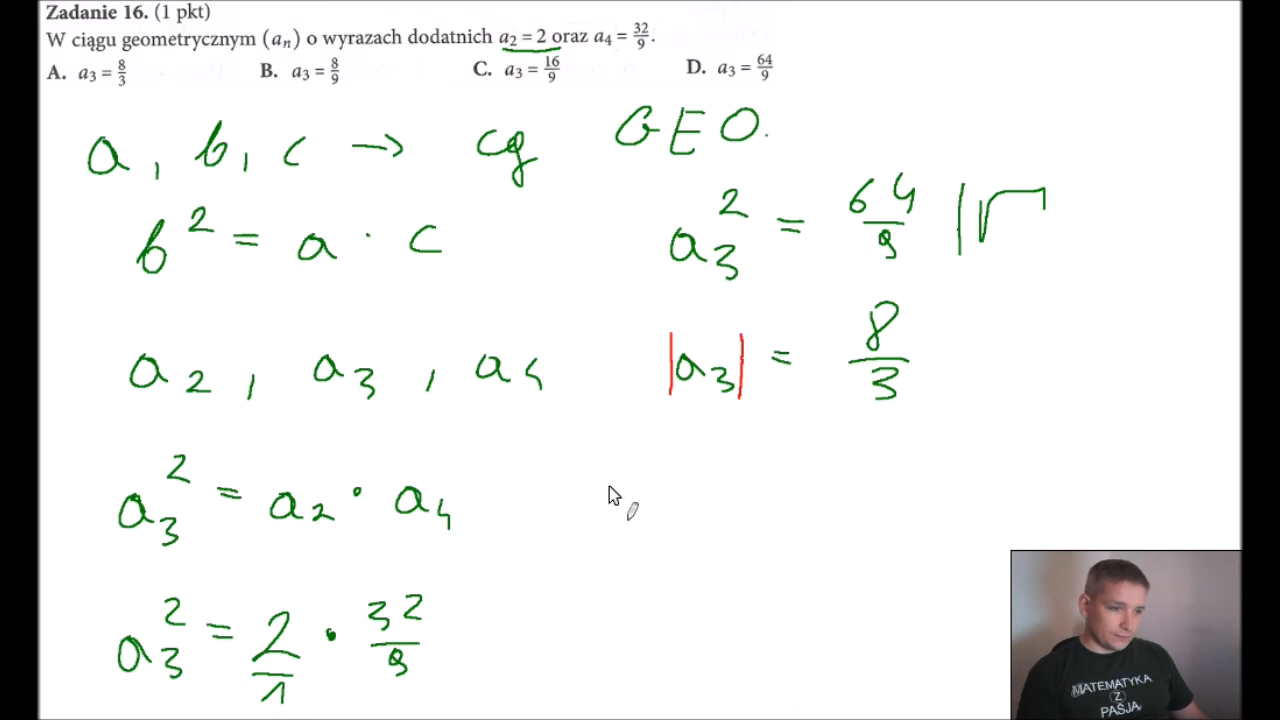 Zadanie 16. (1 pkt)
W ciągu geometrycznym (aₙ) o wyrazach dodatnich a₂ = 2 oraz a₄ = 32/9.
A. a₃ = 8/3 B. a₃ = 8/9 C. a₃ = 16/9 D. a₃ = 64/9
a, b, c → cg GEO.
b² = a · c
a₂, a₃, a₄
a₃² = a₂ · a₄
a₃² = 2/1 · 32/9
a₃² = 64/9 |√
|a₃| = 8/3
MATEMATYKA
Z
PASJĄ